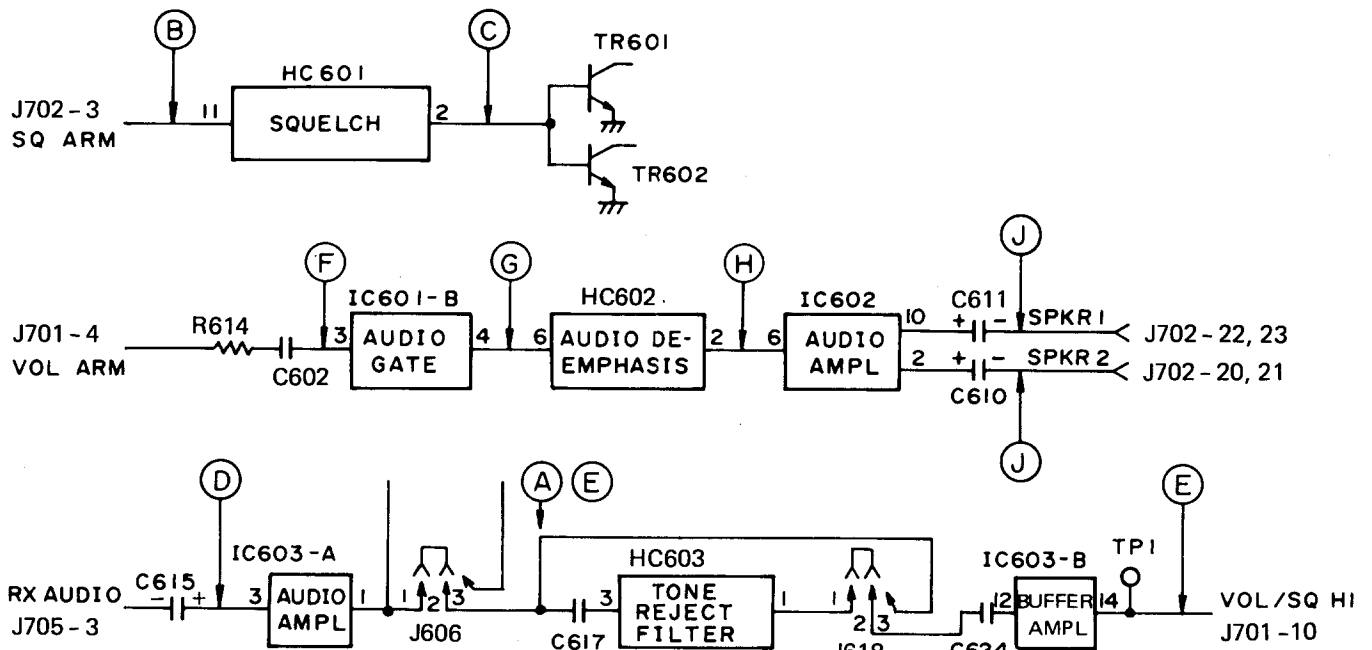 B
C
TR601
HC601
J702-3
SQ ARM
11
SQUELCH
2
TR602
F
G
H
J
IC601-B
HC602
IC602
C611
J701-4
VOL ARM
R614
C602
3
AUDIO
GATE
4
6
AUDIO DE-
EMPHASIS
2
6
AUDIO
AMPL
10
+ -
SPKR 1
J702-22, 23
2
+ -
SPKR 2
J702-20, 21
C610
J
D
A
E
E
IC603-A
HC603
IC603-B
TP1
RX AUDIO
J705-3
C615
- +
3
AUDIO
AMPL
1
1
2
3
J606
C617
3
TONE
REJECT
FILTER
1
1
2
3
12
BUFFER
AMPL
14
VOL/SQ HI
J701-10